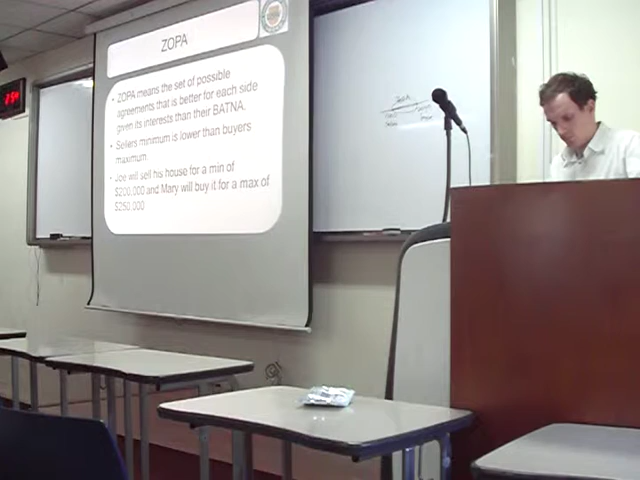 ZOPA
• ZOPA means the set of possible
agreements that is better for each side
given its interests than their BATNA.
• Sellers minimum is lower than buyers
maximum
• Joe will sell his house for a min of
$200,000 and Mary will buy it for a max of
$250,000